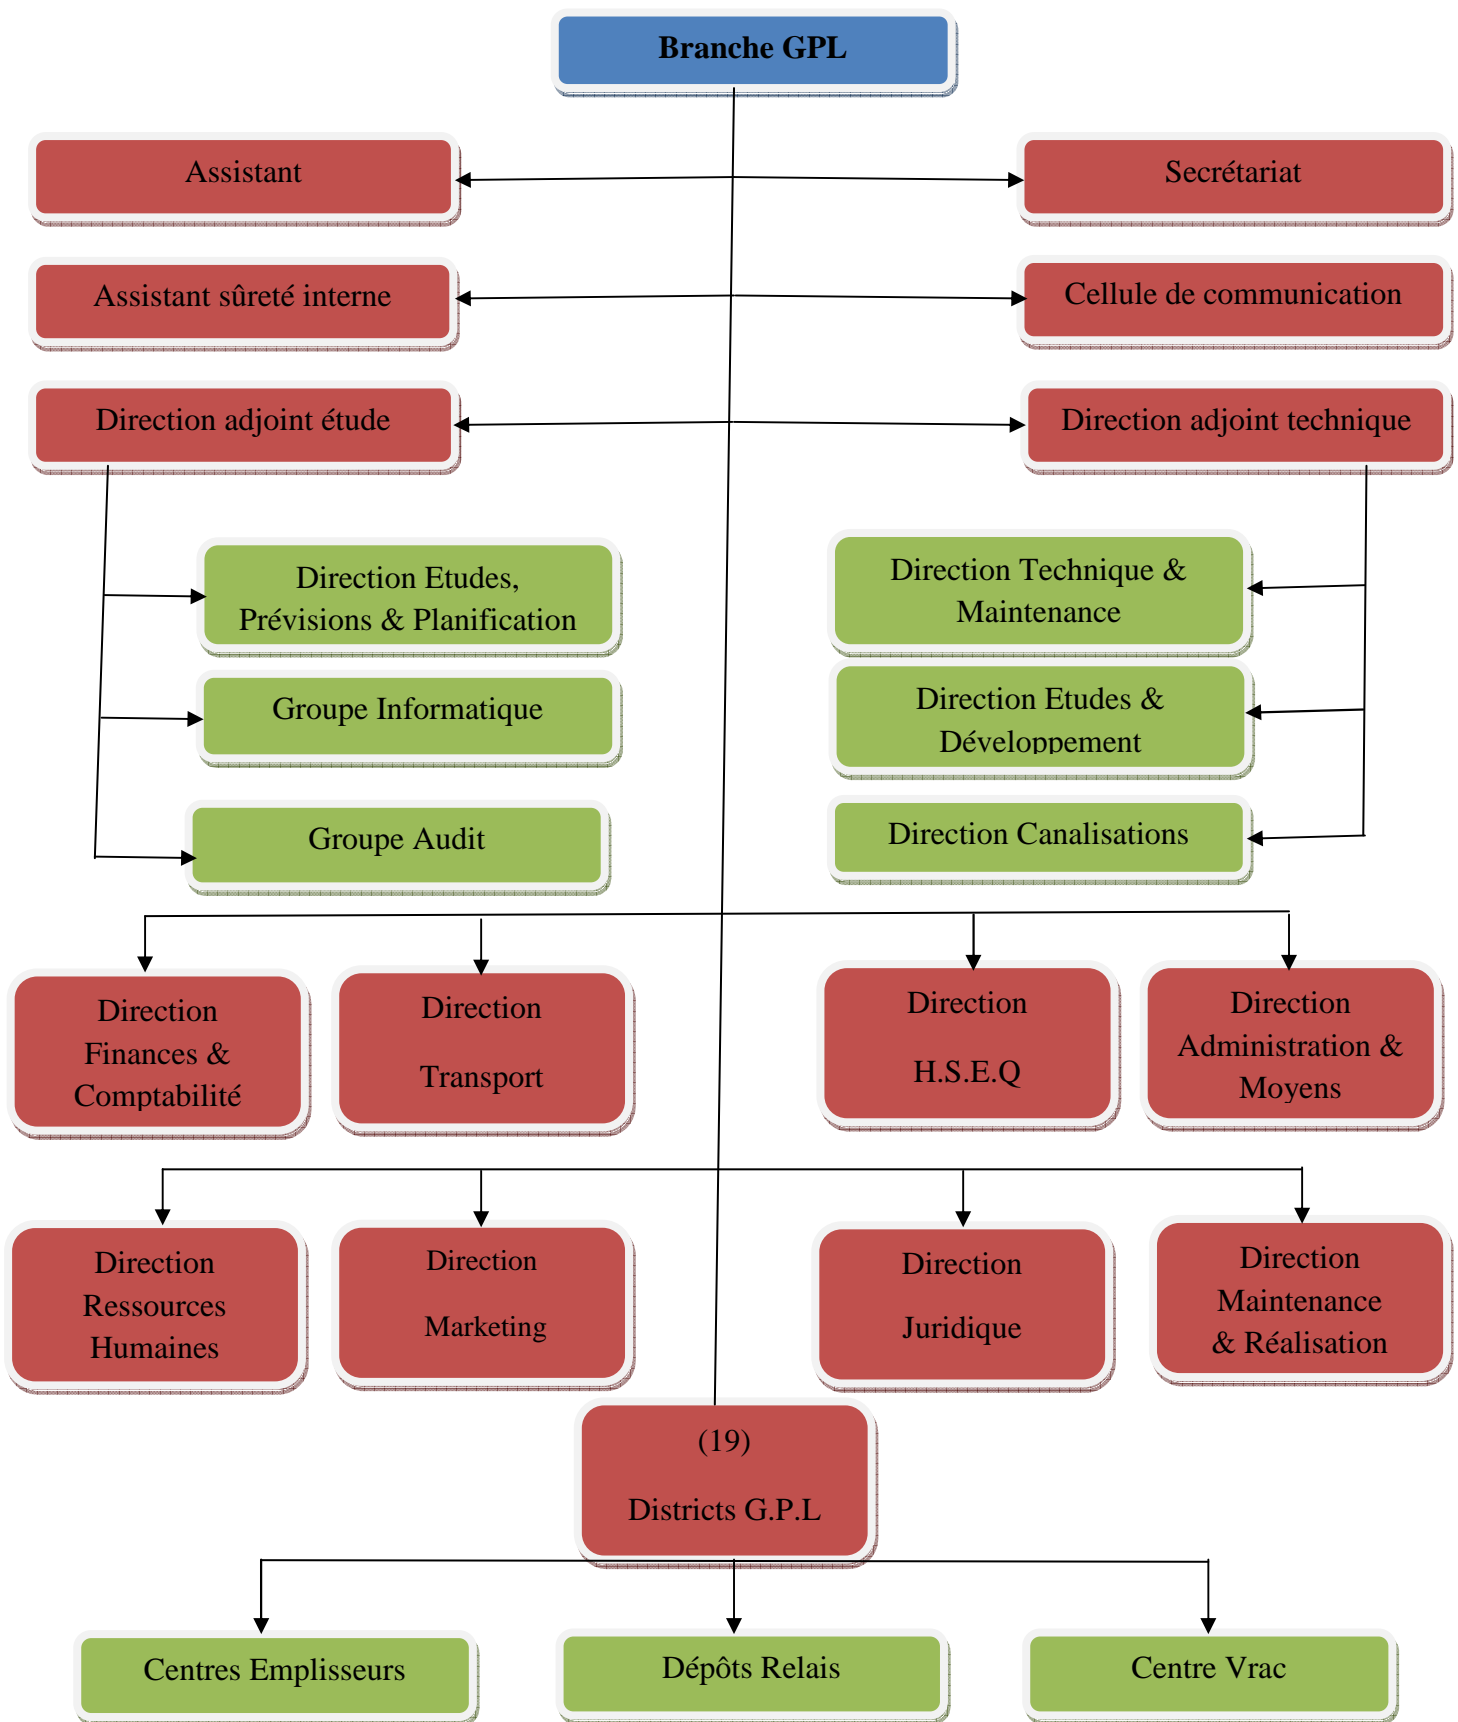 Branche GPL
Assistant
Secrétariat
Assistant sûreté interne
Cellule de communication
Direction adjoint étude
Direction adjoint technique
Direction Etudes,
Prévisions & Planification
Direction Technique &
Maintenance
Groupe Informatique
Direction Etudes &
Développement
Groupe Audit
Direction Canalisations
Direction
Finances &
Comptabilité
Direction
Transport
Direction
H.S.E.Q
Direction
Administration &
Moyens
Direction
Ressources
Humaines
Direction
Marketing
Direction
Juridique
Direction
Maintenance
& Réalisation
(19)
Districts G.P.L
Centres Emplisseurs
Dépôts Relais
Centre Vrac